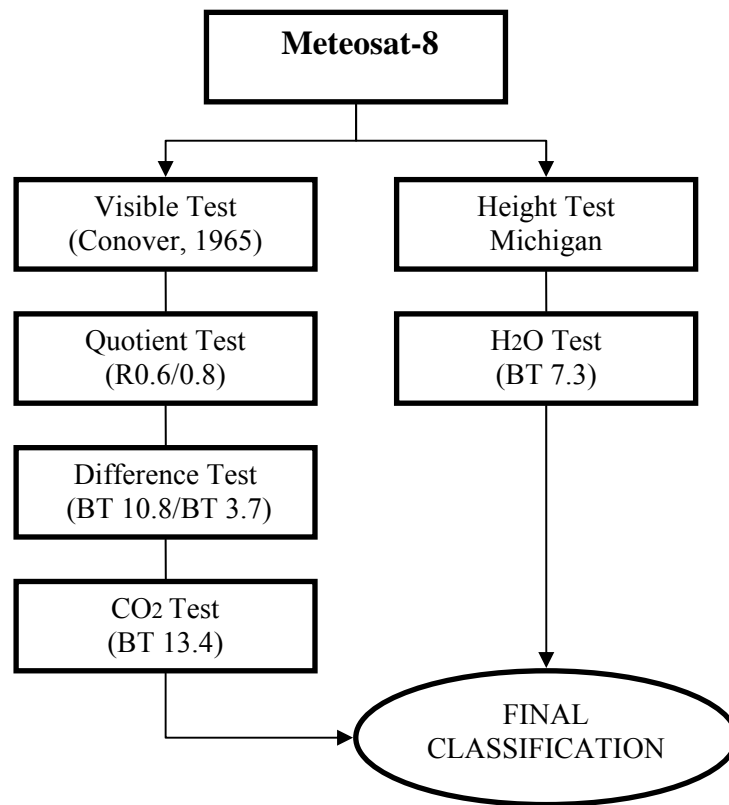 Meteosat-8
Visible Test
(Conover, 1965)
Height Test
Michigan
Quotient Test
(R0.6/0.8)
H2O Test
(BT 7.3)
Difference Test
(BT 10.8/BT 3.7)
CO2 Test
(BT 13.4)
FINAL
CLASSIFICATION